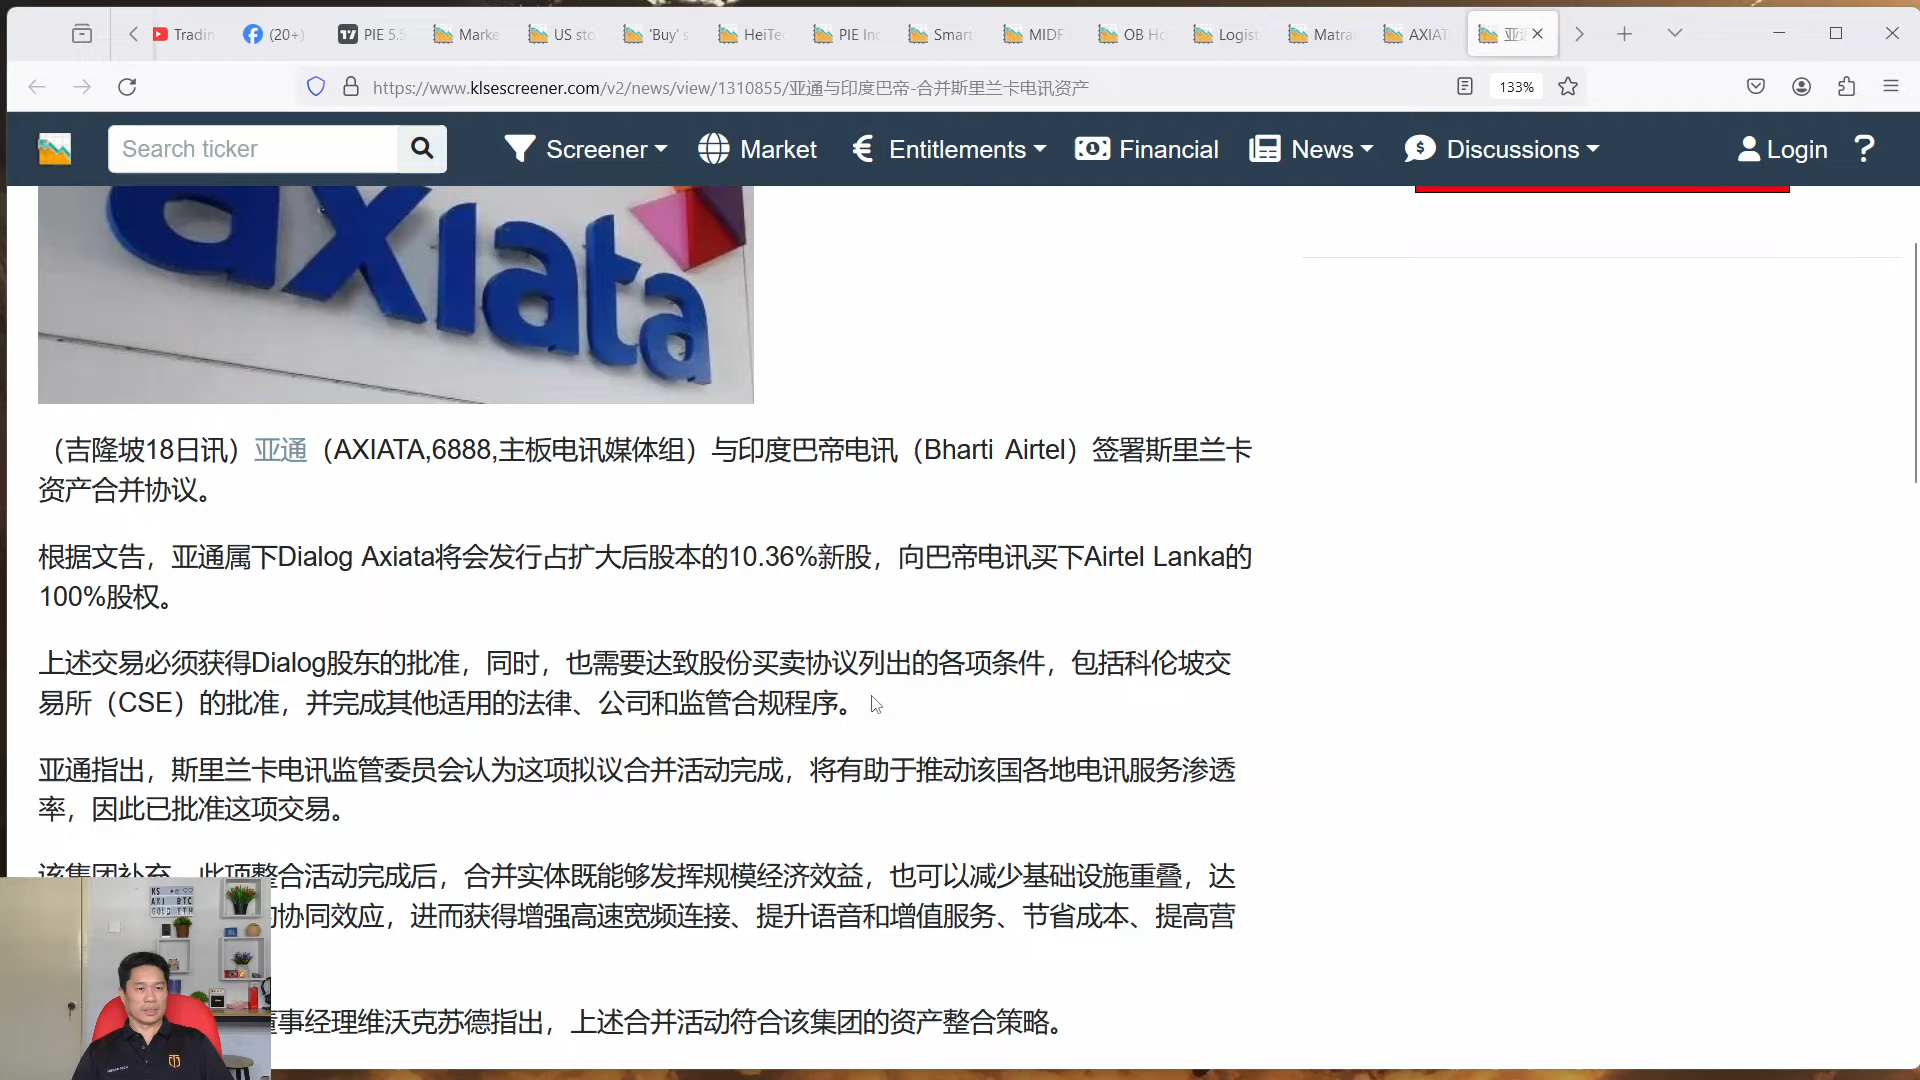 Tradin
(20+)
PIE 5.5
Marke
US sto
'Buy' s
HeiTe
PIE Inc
Smart
MIDF
OB Ho
Logist
Matra
AXIAT
亚
https://www.klsescreener.com/v2/news/view/1310855/亚通与印度巴帝-合并斯里兰卡电讯资产
133%
Search ticker
Screener
Market
Entitlements
Financial
News
Discussions
Login
axiata
（吉隆坡18日讯）亚通（AXIATA,6888,主板电讯媒体组）与印度巴帝电讯（Bharti Airtel）签署斯里兰卡
资产合并协议。
根据文告，亚通属下Dialog Axiata将会发行占扩大后股本的10.36%新股，向巴帝电讯买下Airtel Lanka的
100%股权。
上述交易必须获得Dialog股东的批准，同时，也需要达致股份买卖协议列出的各项条件，包括科伦坡交
易所（CSE）的批准，并完成其他适用的法律、公司和监管合规程序。
亚通指出，斯里兰卡电讯监管委员会认为这项拟议合并活动完成，将有助于推动该国各地电讯服务渗透
率，因此已批准这项交易。
该集团补充，此项整合活动完成后，合并实体既能够发挥规模经济效益，也可以减少基础设施重叠，达
协同效应，进而获得增强高速宽频连接、提升语音和增值服务、节省成本、提高营
事经理维沃克苏德指出，上述合并活动符合该集团的资产整合策略。
KS
AXI BTC
GOLD ETH